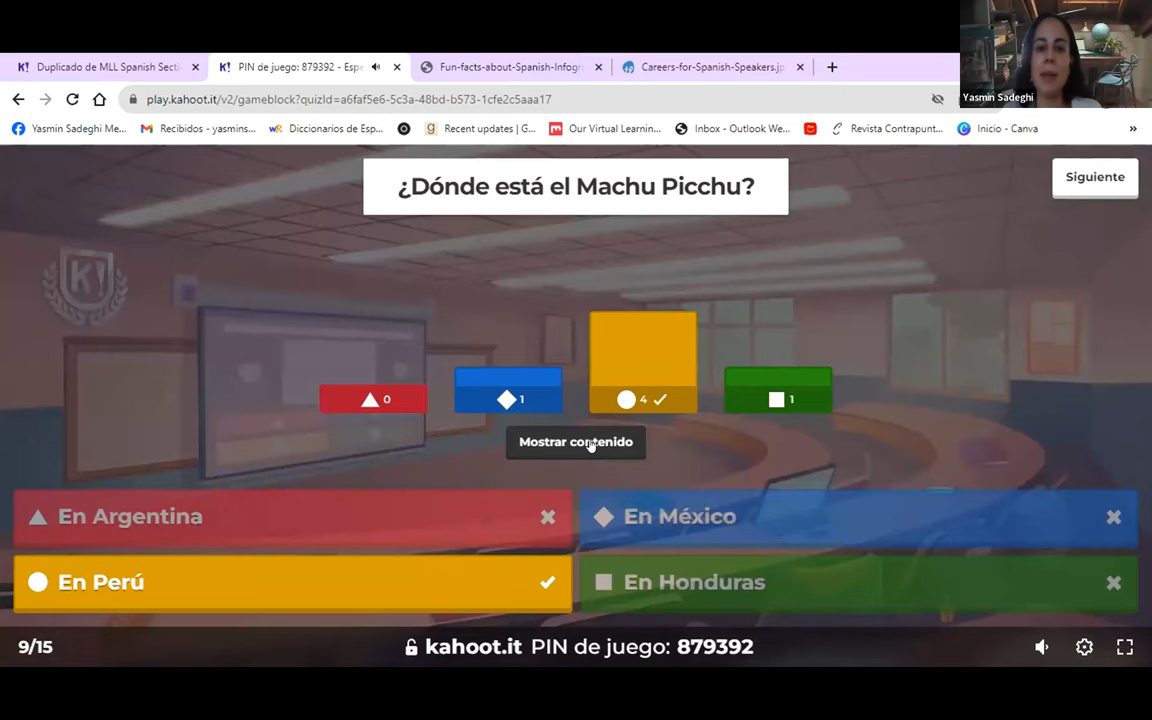 Duplicado de MLL Spanish Secti
PIN de juego: 879392 - Espe
Fun-facts-about-Spanish-Infogr
Careers-for-Spanish-Speakers.jp
play.kahoot.it/v2/gameblock?quizId=a6faf5e6-5c3a-48bd-b573-1cfe2c5aaa17
Yasmin Sadeghi
Yasmin Sadeghi Me...
Recibidos - yasmins...
Diccionarios de Esp...
Recent updates | G...
Our Virtual Learnin...
Inbox - Outlook We...
Revista Contrapunt...
Inicio - Canva
¿Dónde está el Machu Picchu?
Siguiente
0
1
4
1
Mostrar contenido
En Argentina
En México
En Perú
En Honduras
9/15
kahoot.it PIN de juego: 879392